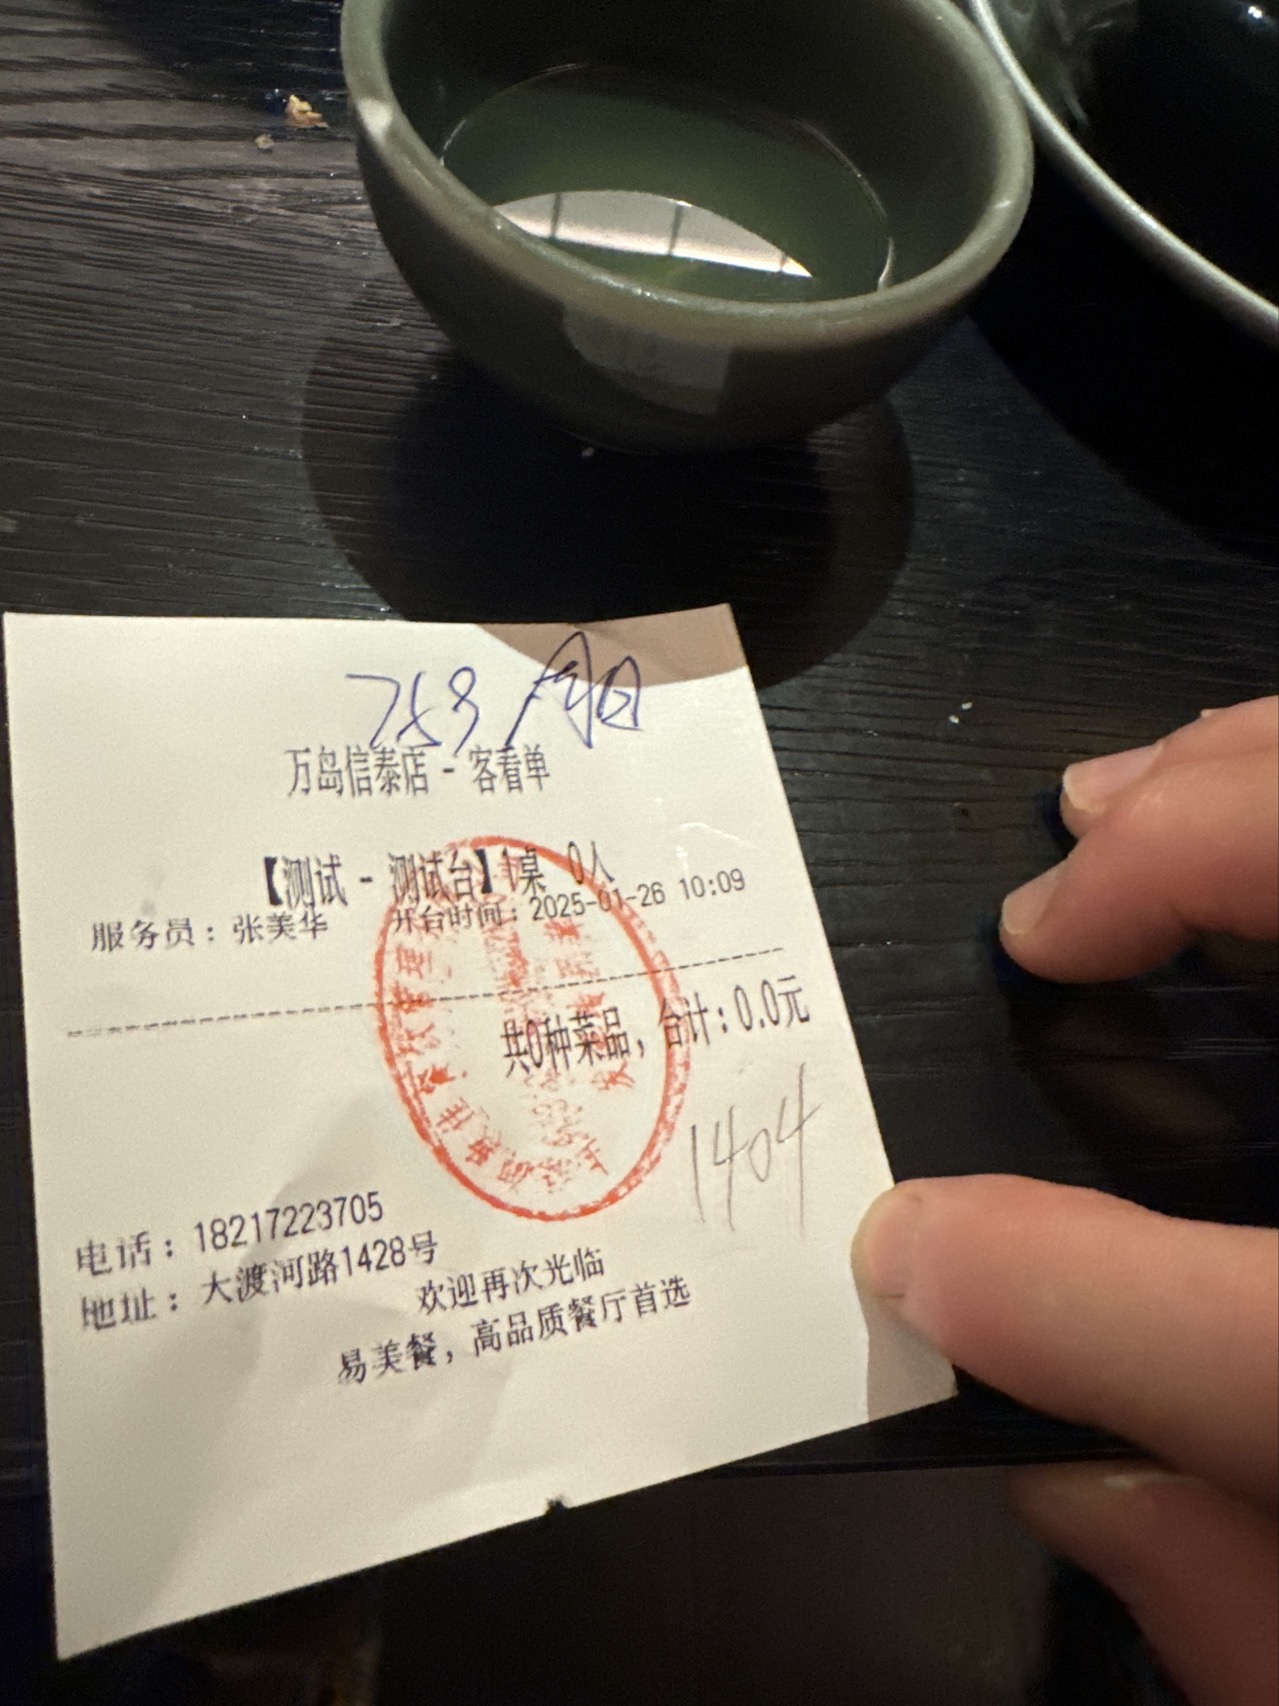 753 周日
万岛信泰店 - 客看单
【测试 - 测试台】1桌 0人
服务员：张美华 开台时间：2025-01-26 10:09
共0种菜品，合计：0.0元
1404
电话：18217223705
地址：大渡河路1428号
欢迎再次光临
易美餐，高品质餐厅首选